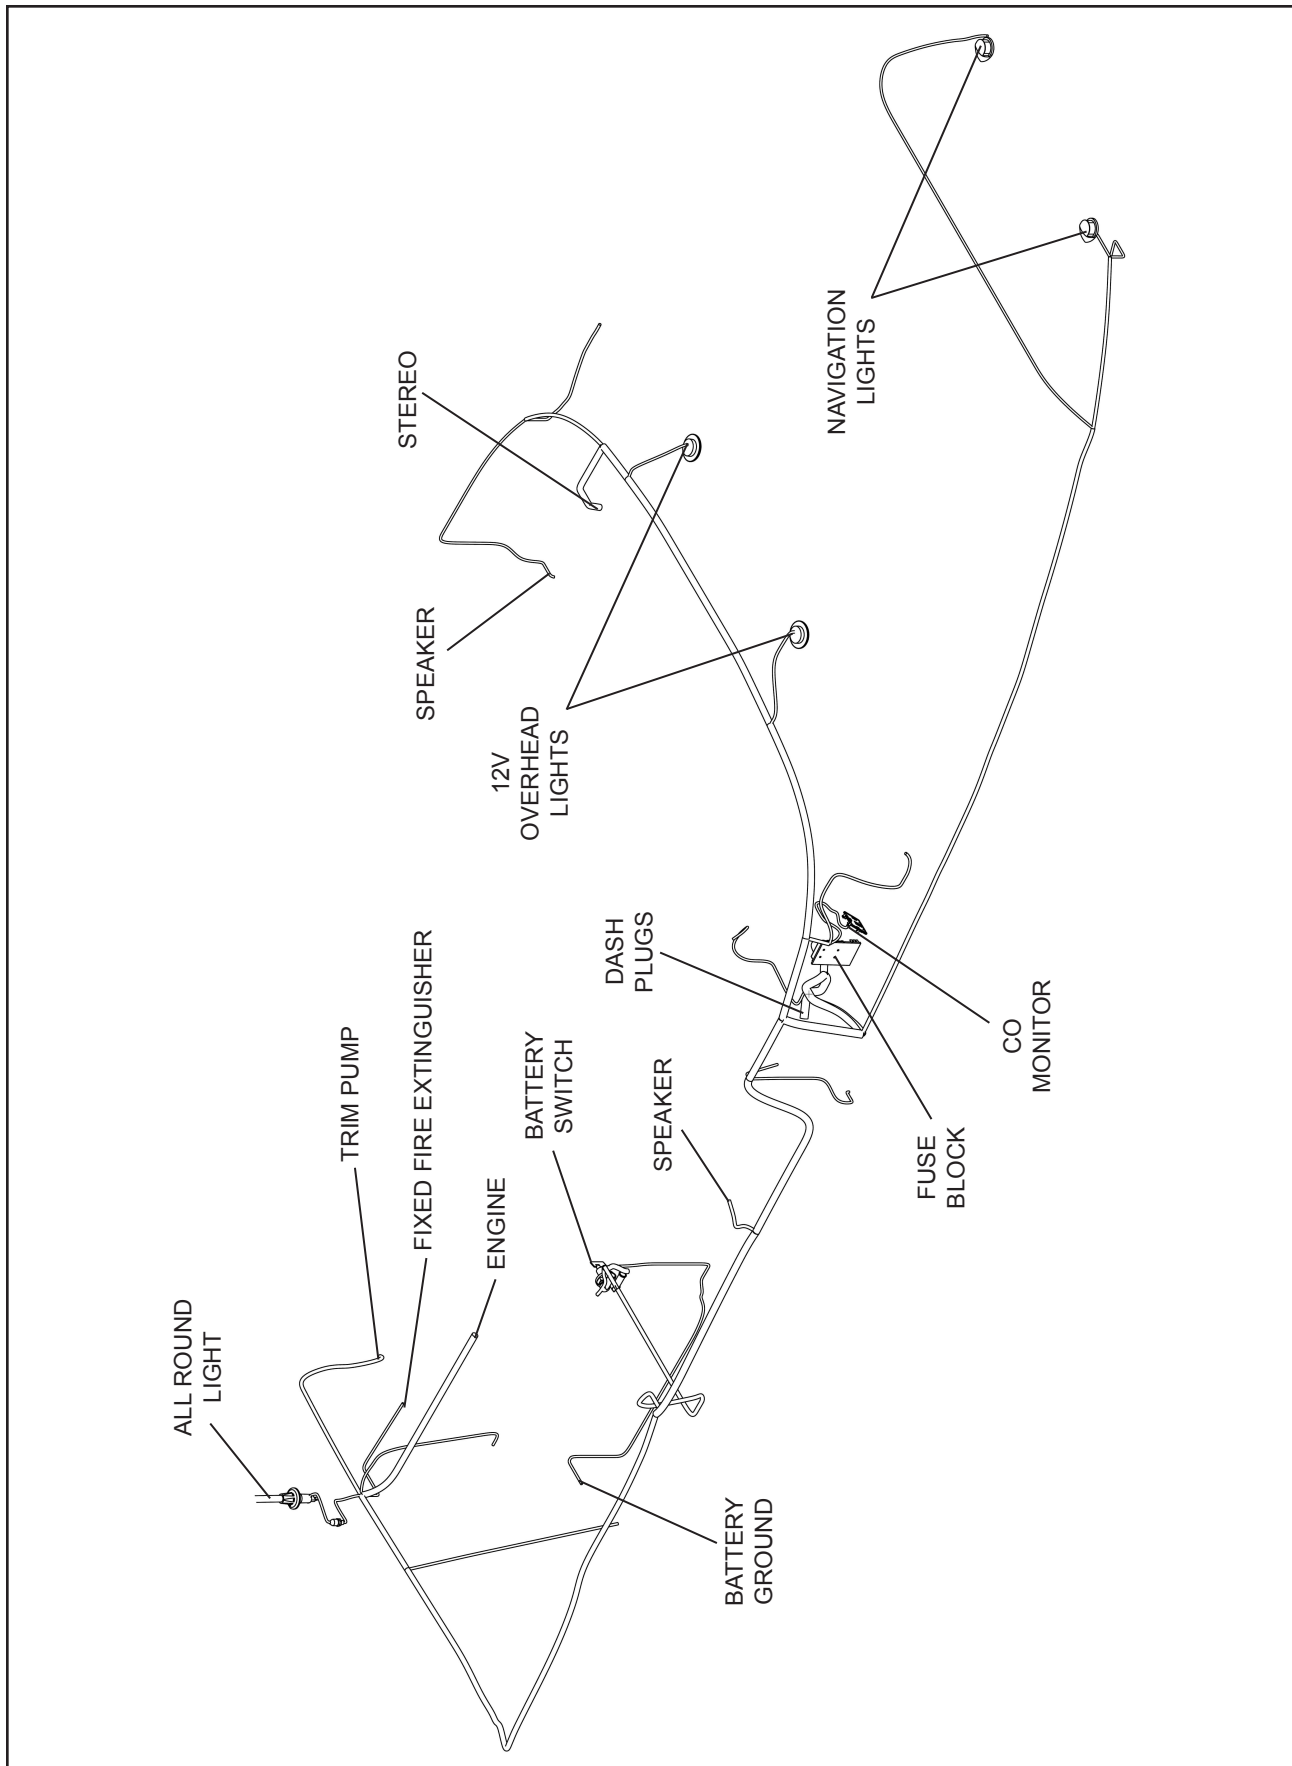 ALL ROUND
LIGHT
TRIM PUMP
FIXED FIRE EXTINGUISHER
ENGINE
BATTERY
SWITCH
SPEAKER
BATTERY
GROUND
DASH
PLUGS
FUSE
BLOCK
CO
MONITOR
SPEAKER
STEREO
12V
OVERHEAD
LIGHTS
NAVIGATION
LIGHTS